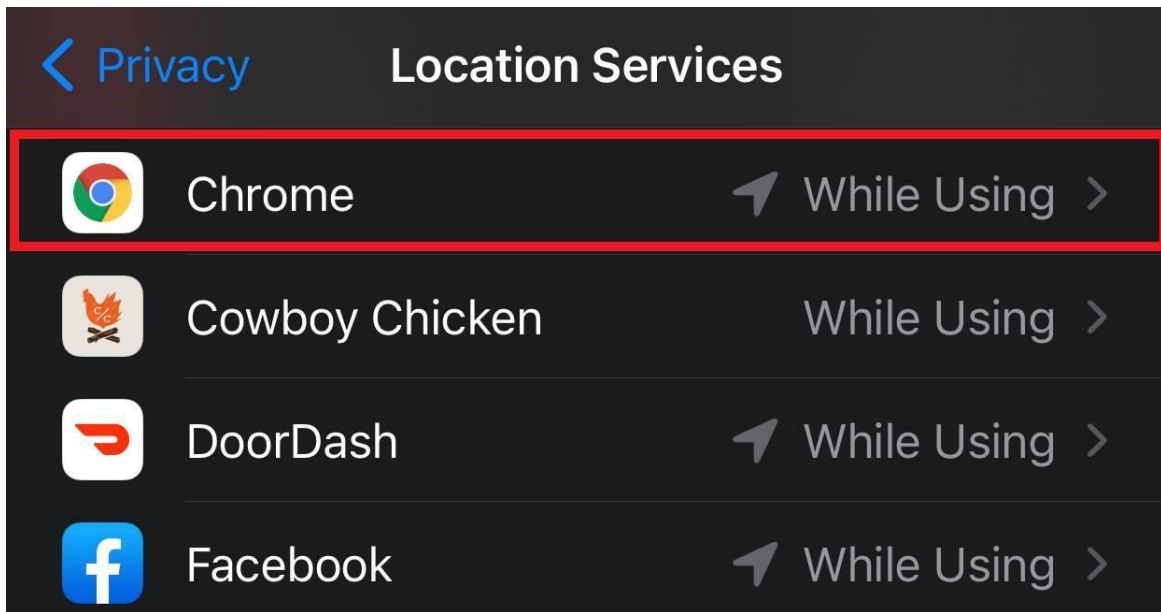 Privacy Location Services
Chrome While Using
C/C
Cowboy Chicken While Using
DoorDash While Using
Facebook While Using